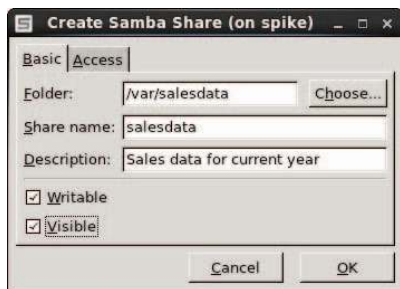 Create Samba Share (on spike)
Basic Access
Folder: /var/salesdata Choose...
Share name: salesdata
Description: Sales data for current year
Writable
Visible
Cancel OK